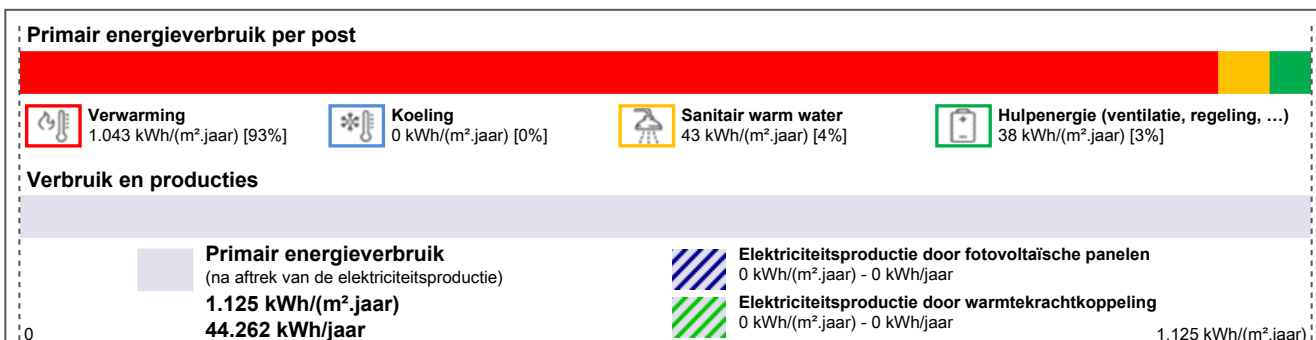 Primair energieverbruik per post
Verwarming
1.043 kWh/(m².jaar) [93%]
Koeling
0 kWh/(m².jaar) [0%]
Sanitair warm water
43 kWh/(m².jaar) [4%]
Hulpenergie (ventilatie, regeling, …)
38 kWh/(m².jaar) [3%]
Verbruik en producties
Primair energieverbruik
(na aftrek van de elektriciteitsproductie)
1.125 kWh/(m².jaar)
44.262 kWh/jaar
Elektriciteitsproductie door fotovoltaïsche panelen
0 kWh/(m².jaar) - 0 kWh/jaar
Elektriciteitsproductie door warmtekrachtkoppeling
0 kWh/(m².jaar) - 0 kWh/jaar
0
1.125 kWh/(m².jaar)